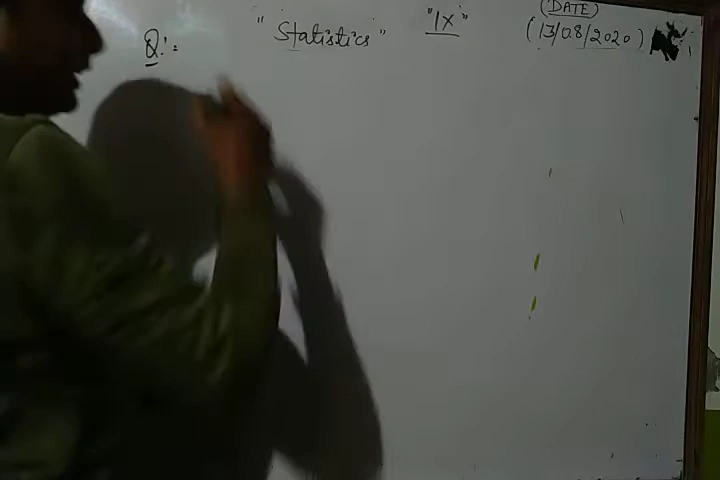 "Statistics" "IX" (DATE)
Q:= (13/08/2020)